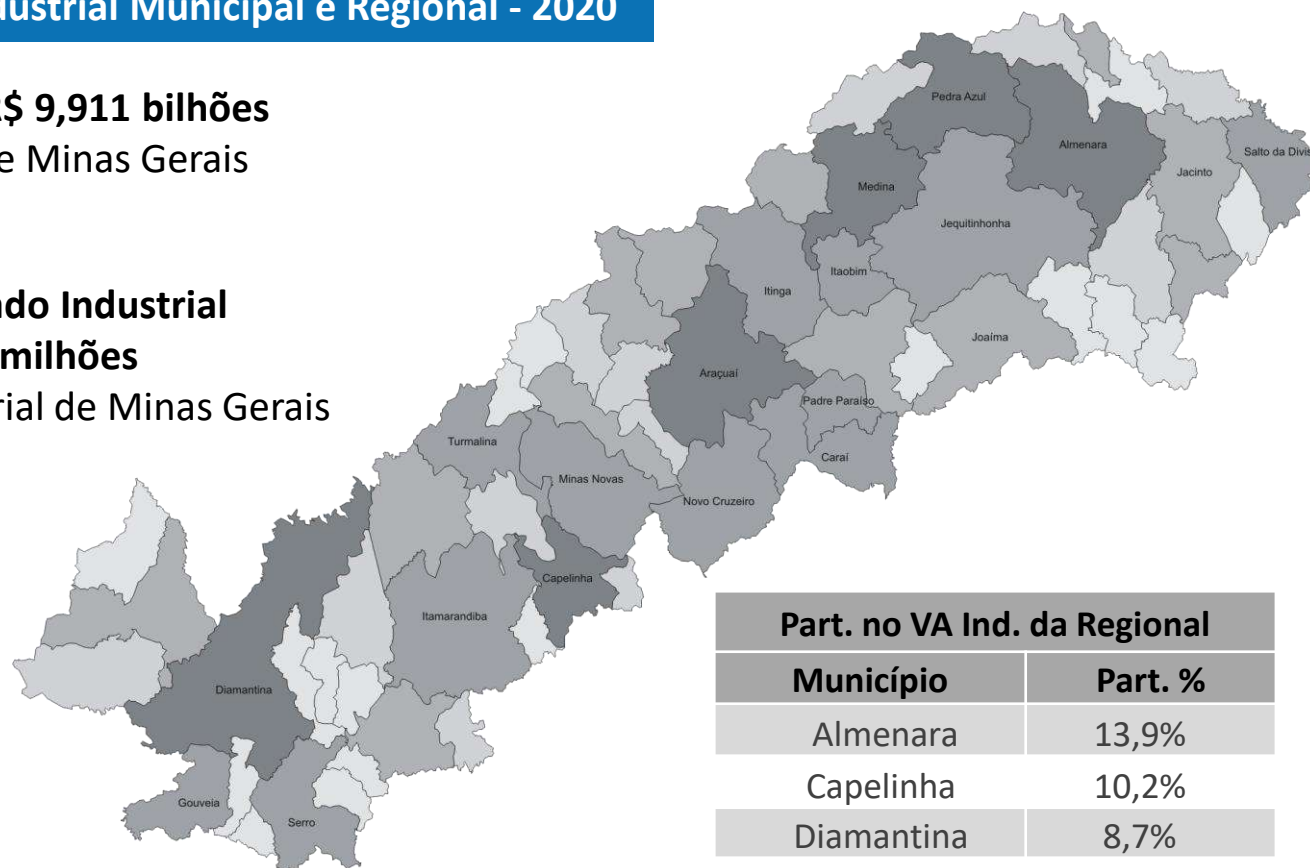 dustrial Municipal e Regional - 2020
R$ 9,911 bilhões
e Minas Gerais
do Industrial
milhões
rial de Minas Gerais
Pedra Azul
Almenara
Salto da Divis
Jacinto
Medina
Jequitinhonha
Itaobim
Itinga
Joaíma
Araçuaí
Padre Paraíso
Turmalina
Caraí
Minas Novas
Novo Cruzeiro
Capelinha
Itamarandiba
Diamantina
Gouveia
Serro
Part. no VA Ind. da Regional
Município Part. %
Almenara 13,9%
Capelinha 10,2%
Diamantina 8,7%